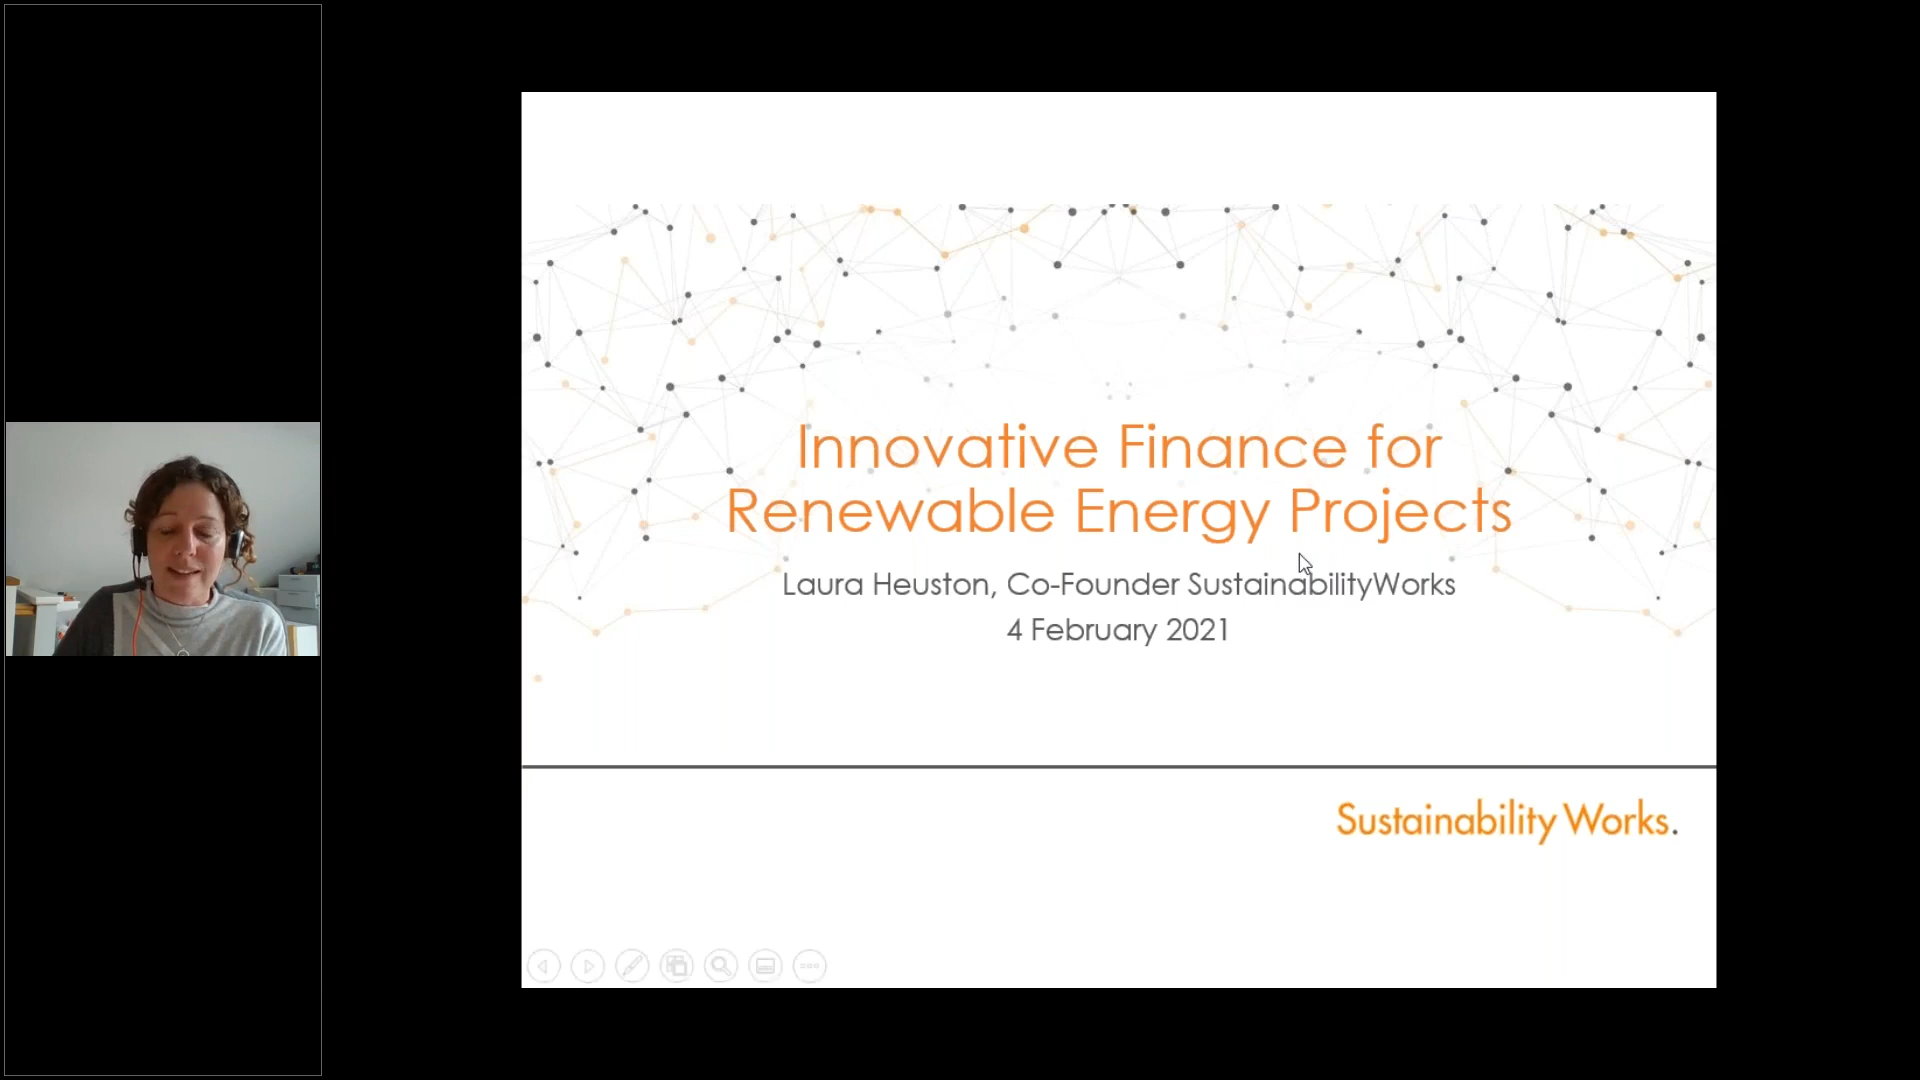 Innovative Finance for
Renewable Energy Projects
Laura Heuston, Co-Founder SustainabilityWorks
4 February 2021
Sustainability Works.